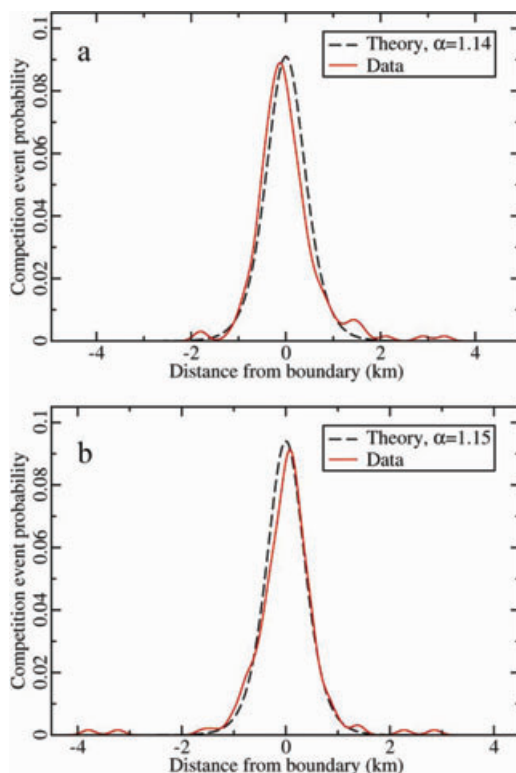 a
Theory, α=1.14
Data
Competition event probability
0.1
0.08
0.06
0.04
0.02
0
-4
-2
0
2
4
Distance from boundary (km)
b
Theory, α=1.15
Data
Competition event probability
0.1
0.08
0.06
0.04
0.02
0
-4
-2
0
2
4
Distance from boundary (km)